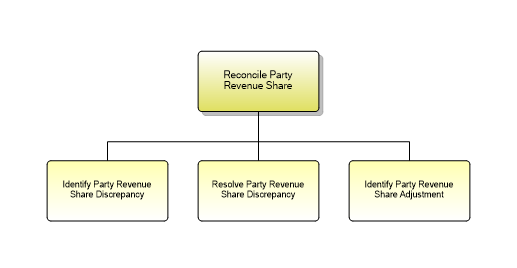 Reconcile Party
Revenue Share
Identify Party Revenue
Share Discrepancy
Resolve Party Revenue
Share Discrepancy
Identify Party Revenue
Share Adjustment